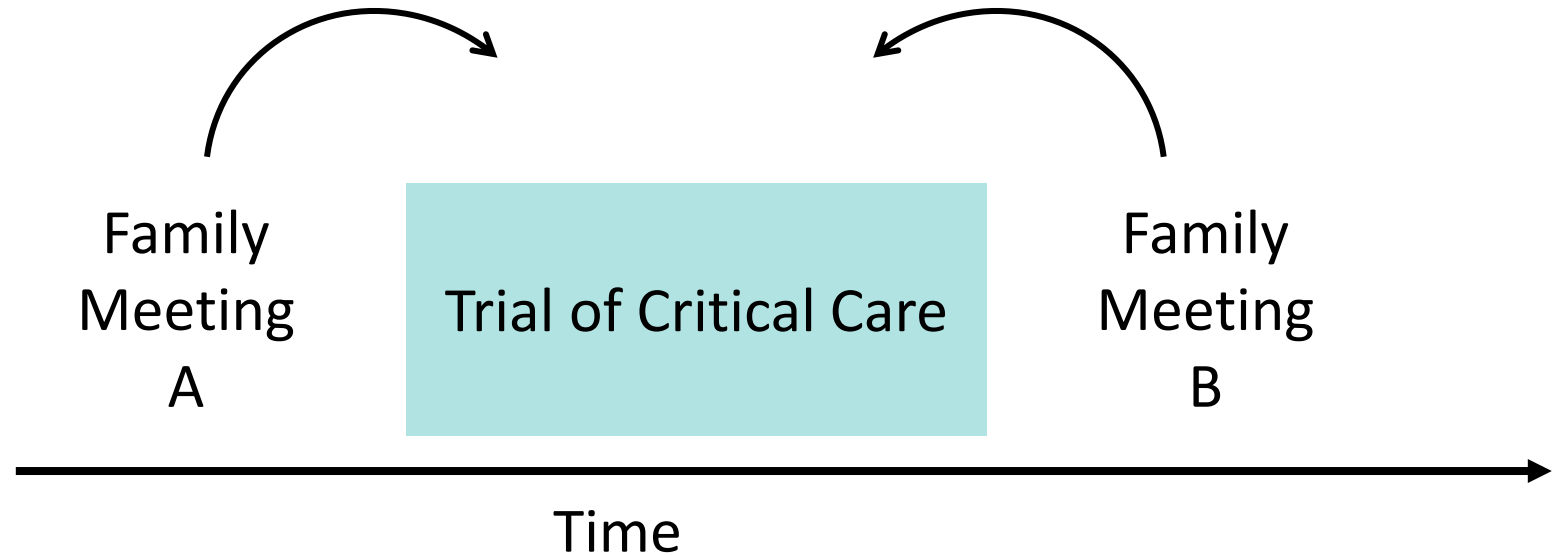 Family
Meeting
A
Trial of Critical Care
Family
Meeting
B
Time